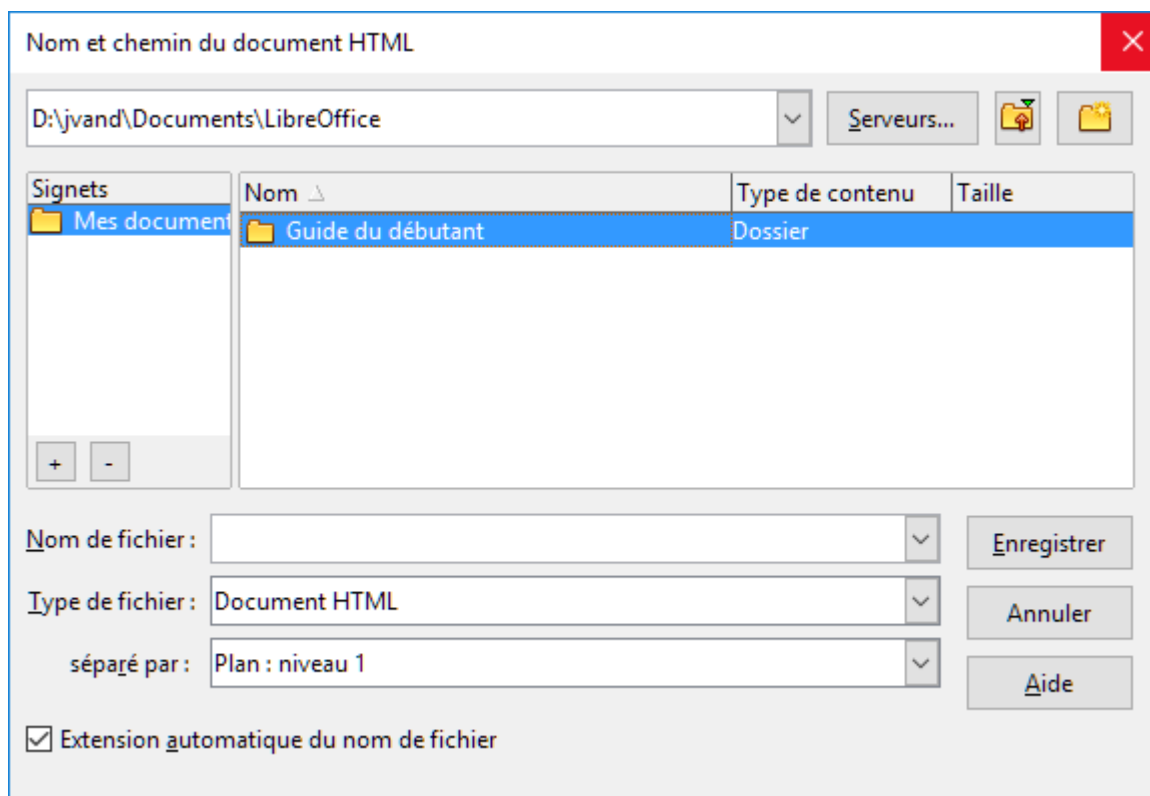 Nom et chemin du document HTML
D:\jvand\Documents\LibreOffice
Serveurs...
Signets
Nom
Type de contenu
Taille
Mes document
Guide du débutant
Dossier
+
-
Nom de fichier :
Enregistrer
Type de fichier :
Document HTML
Annuler
séparé par :
Plan : niveau 1
Aide
Extension automatique du nom de fichier